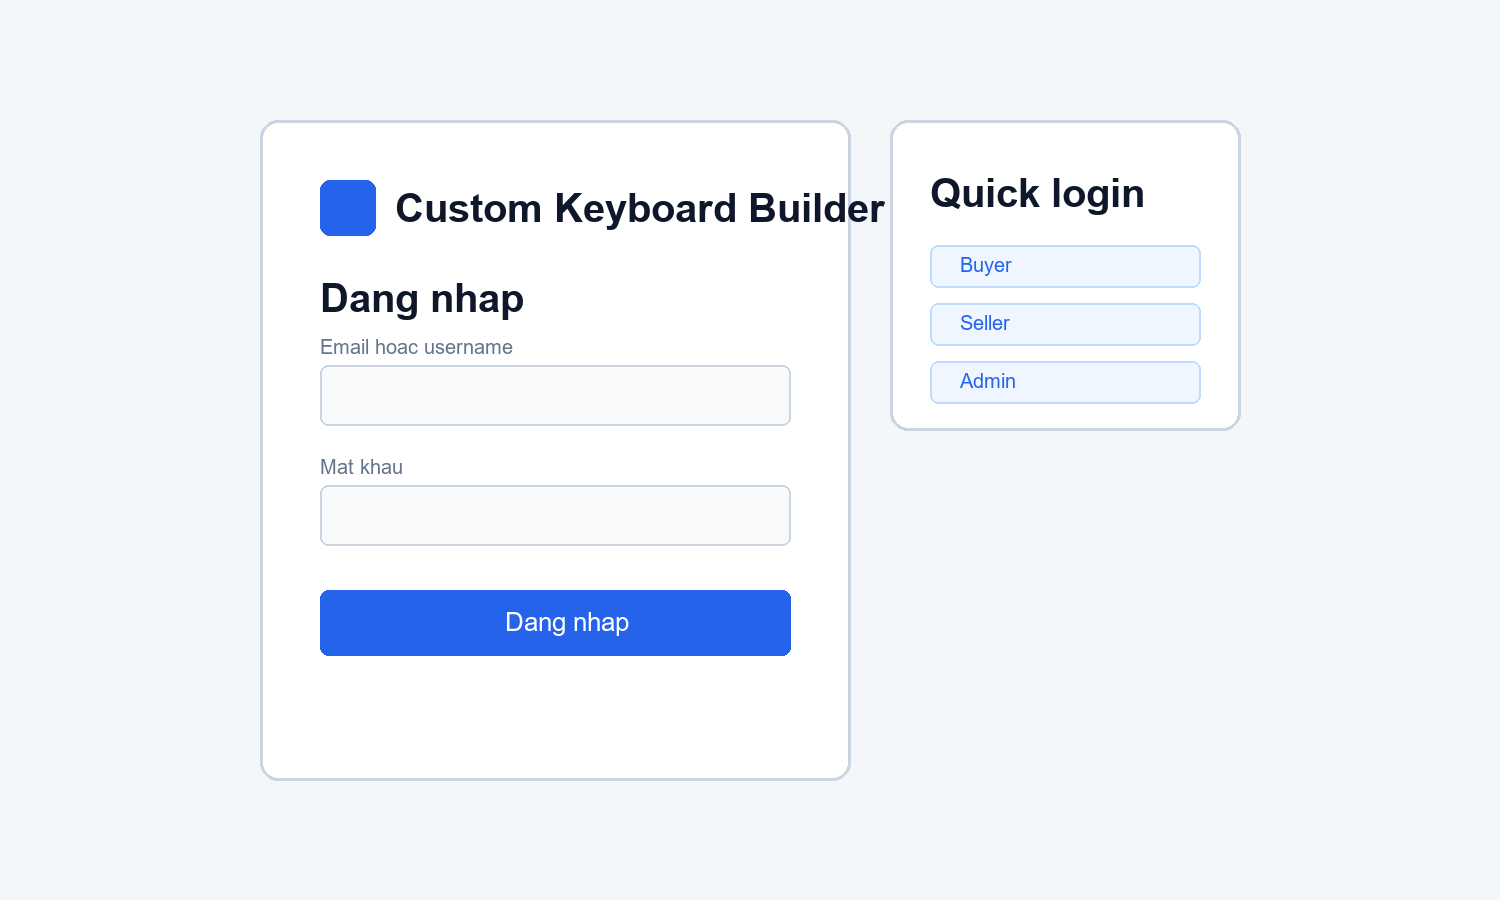 Custom Keyboard Builder
Dang nhap
Email hoac username
Mat khau
Dang nhap
Quick login
Buyer
Seller
Admin